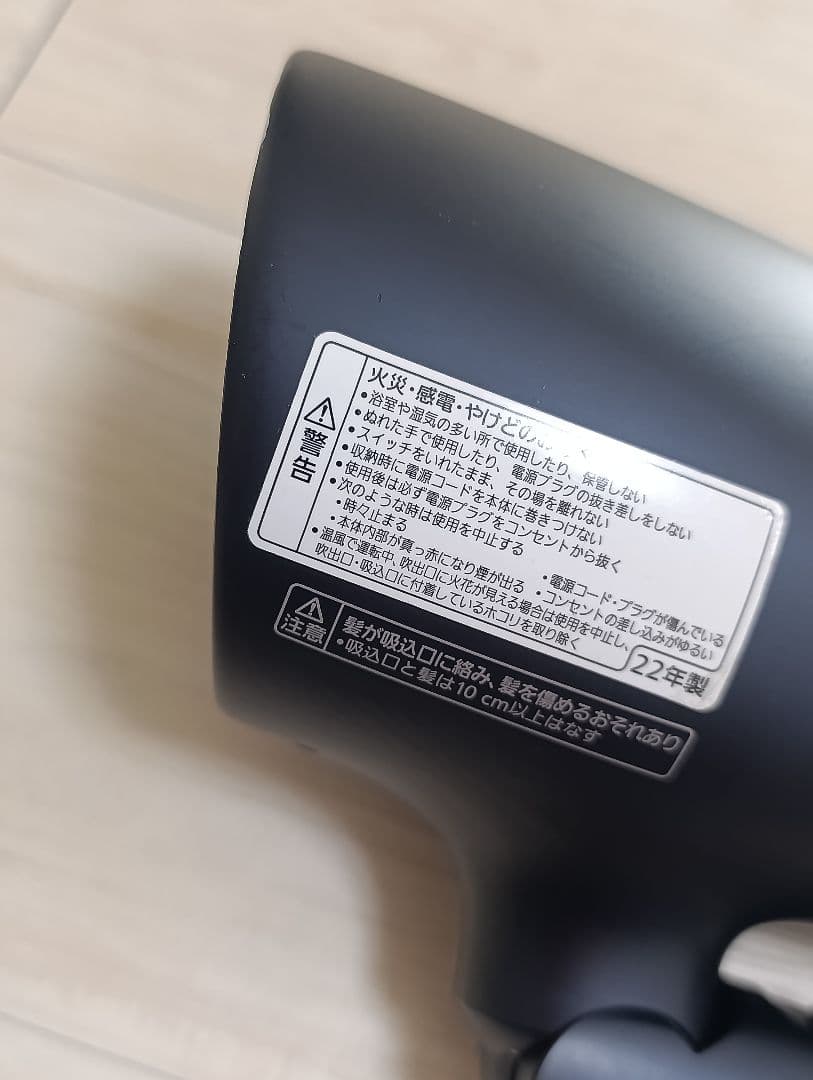 警告
火災・感電・やけどの
・浴室や湿気の多い所で使用したり、保管しない
・ぬれた手で使用したり、電源プラグの抜き差しをしない
・スイッチをいれたまま、その場を離れない
・収納時に電源コードを本体に巻きつけない
・使用後は必ず電源プラグをコンセントから抜く
・次のような時は使用を中止する
・時々止まる
・電源コード・プラグが傷んでいる
・本体内部が真っ赤になり煙が出る
・コンセントの差し込みがゆるい
・温風で運転中、吹出口に火花が見える場合は使用を中止し、
吹出口・吸込口に付着しているホコリを取り除く
22年製
注意
髪が吸込口に絡み、髪を傷めるおそれあり
・吸込口と髪は10 cm以上はなす